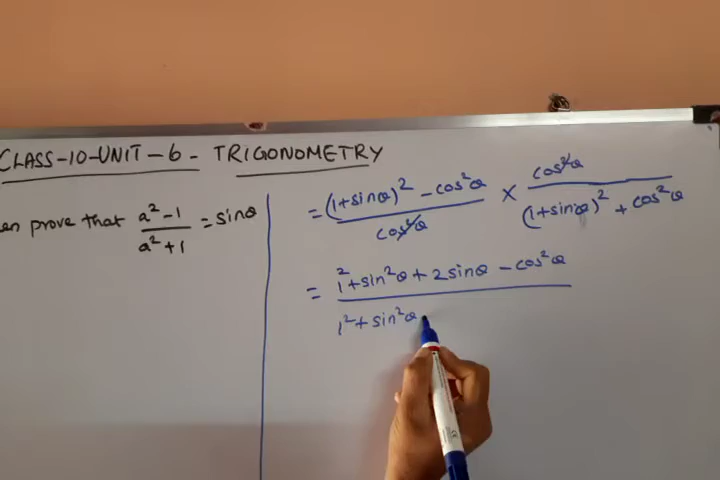 CLASS-10-UNIT-6- TRIGONOMETRY
prove that a²-1 / a²+1 = sinθ
= (1+sinθ)² - cos²θ / cos²θ × cos²θ / (1+sinθ)² + cos²θ
= 1² + sin²θ + 2sinθ - cos²θ
1² + sin²θ